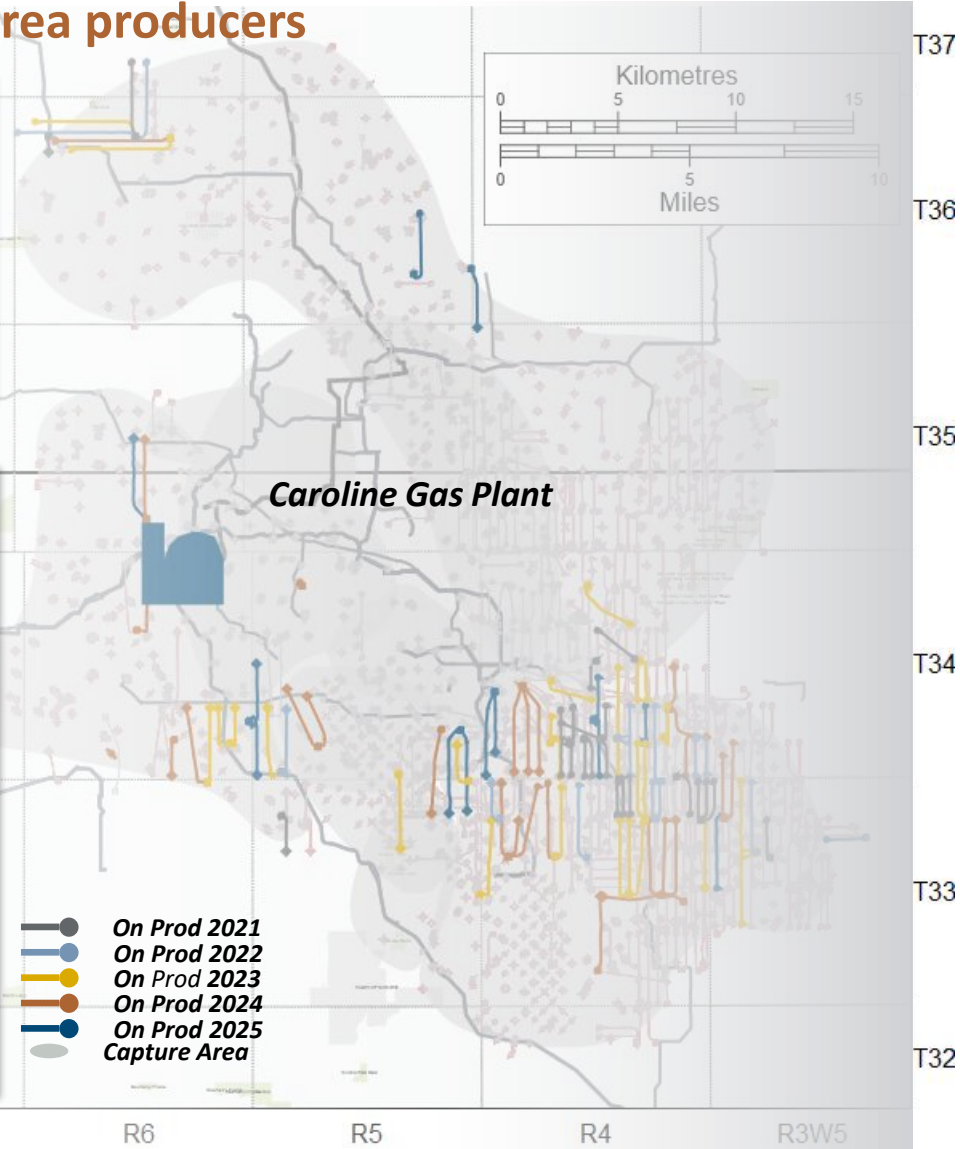 rea producers
T37
Kilometres
0 5 10 15
0 5 10
Miles
T36
T35
Caroline Gas Plant
T34
T33
On Prod 2021
On Prod 2022
On Prod 2023
On Prod 2024
On Prod 2025
Capture Area
T32
R6 R5 R4 R3W5